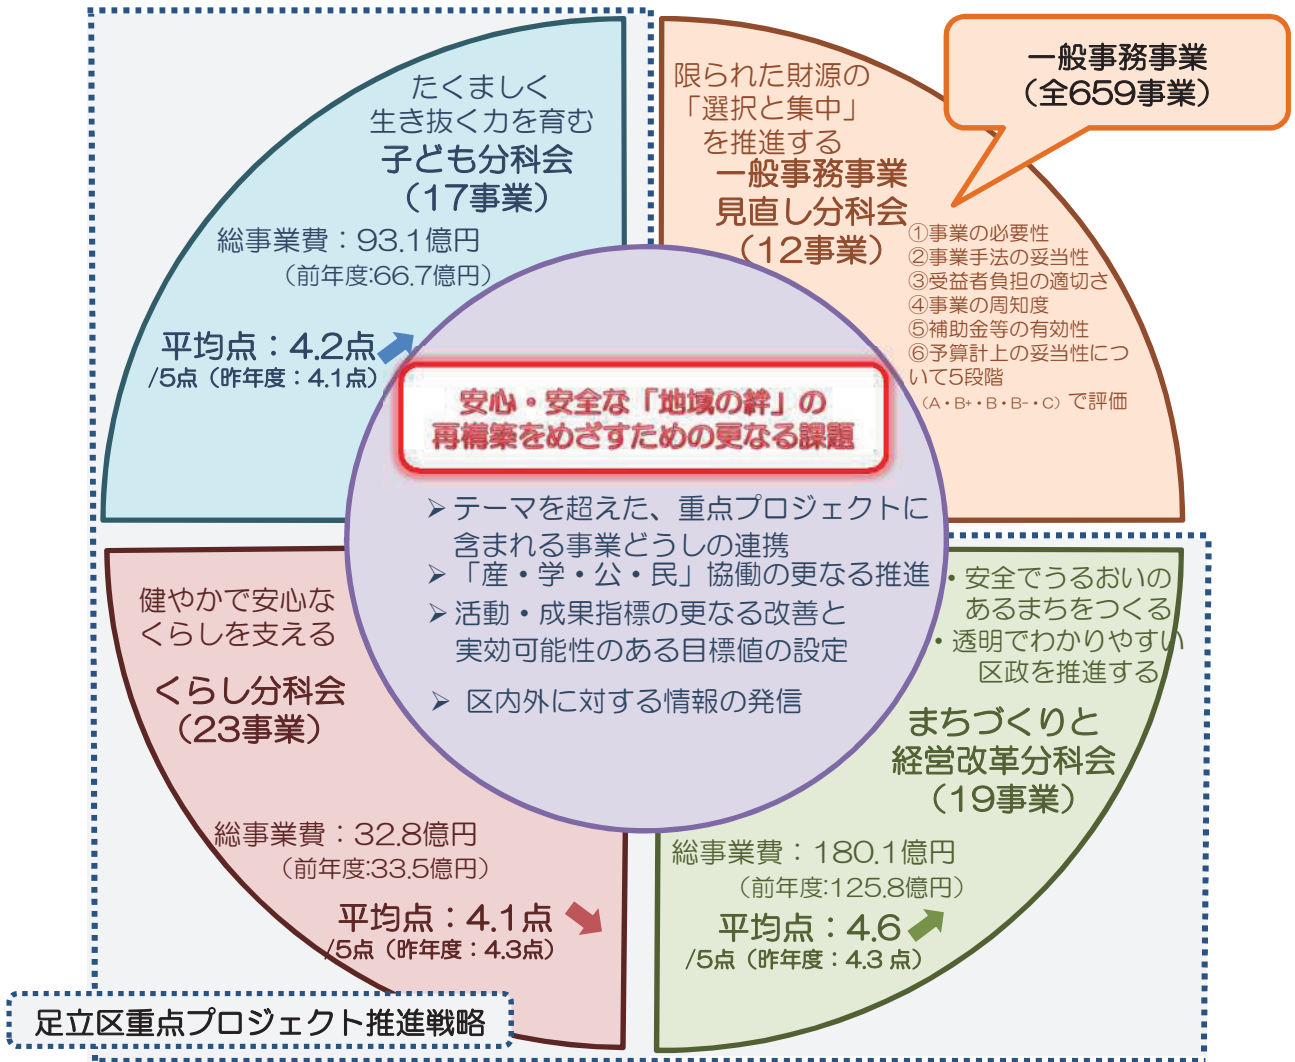 たくましく
生き抜く力を育む
子ども分科会
（17事業）
総事業費：93.1億円
（前年度:66.7億円）
平均点：4.2点
/5点（昨年度：4.1点）
限られた財源の
「選択と集中」
を推進する
一般事務事業
見直し分科会
（12事業）
一般事務事業
（全659事業）
①事業の必要性
②事業手法の妥当性
③受益者負担の適切さ
④事業の周知度
⑤補助金等の有効性
⑥予算計上の妥当性につ
いて5段階
（A・B+・B・B-・C）で評価
安心・安全な「地域の絆」の
再構築をめざすための更なる課題
➢テーマを超えた、重点プロジェクトに
含まれる事業どうしの連携
➢「産・学・公・民」協働の更なる推進
➢活動・成果指標の更なる改善と
実効可能性のある目標値の設定
➢ 区内外に対する情報の発信
健やかで安心な
くらしを支える
くらし分科会
（23事業）
総事業費：32.8億円
（前年度:33.5億円）
平均点：4.1点
/5点（昨年度：4.3点）
・安全でうるおいの
あるまちをつくる
・透明でわかりやすい
区政を推進する
まちづくりと
経営改革分科会
（19事業）
総事業費：180.1億円
（前年度:125.8億円）
平均点：4.6
/5点（昨年度：4.3 点）
足立区重点プロジェクト推進戦略